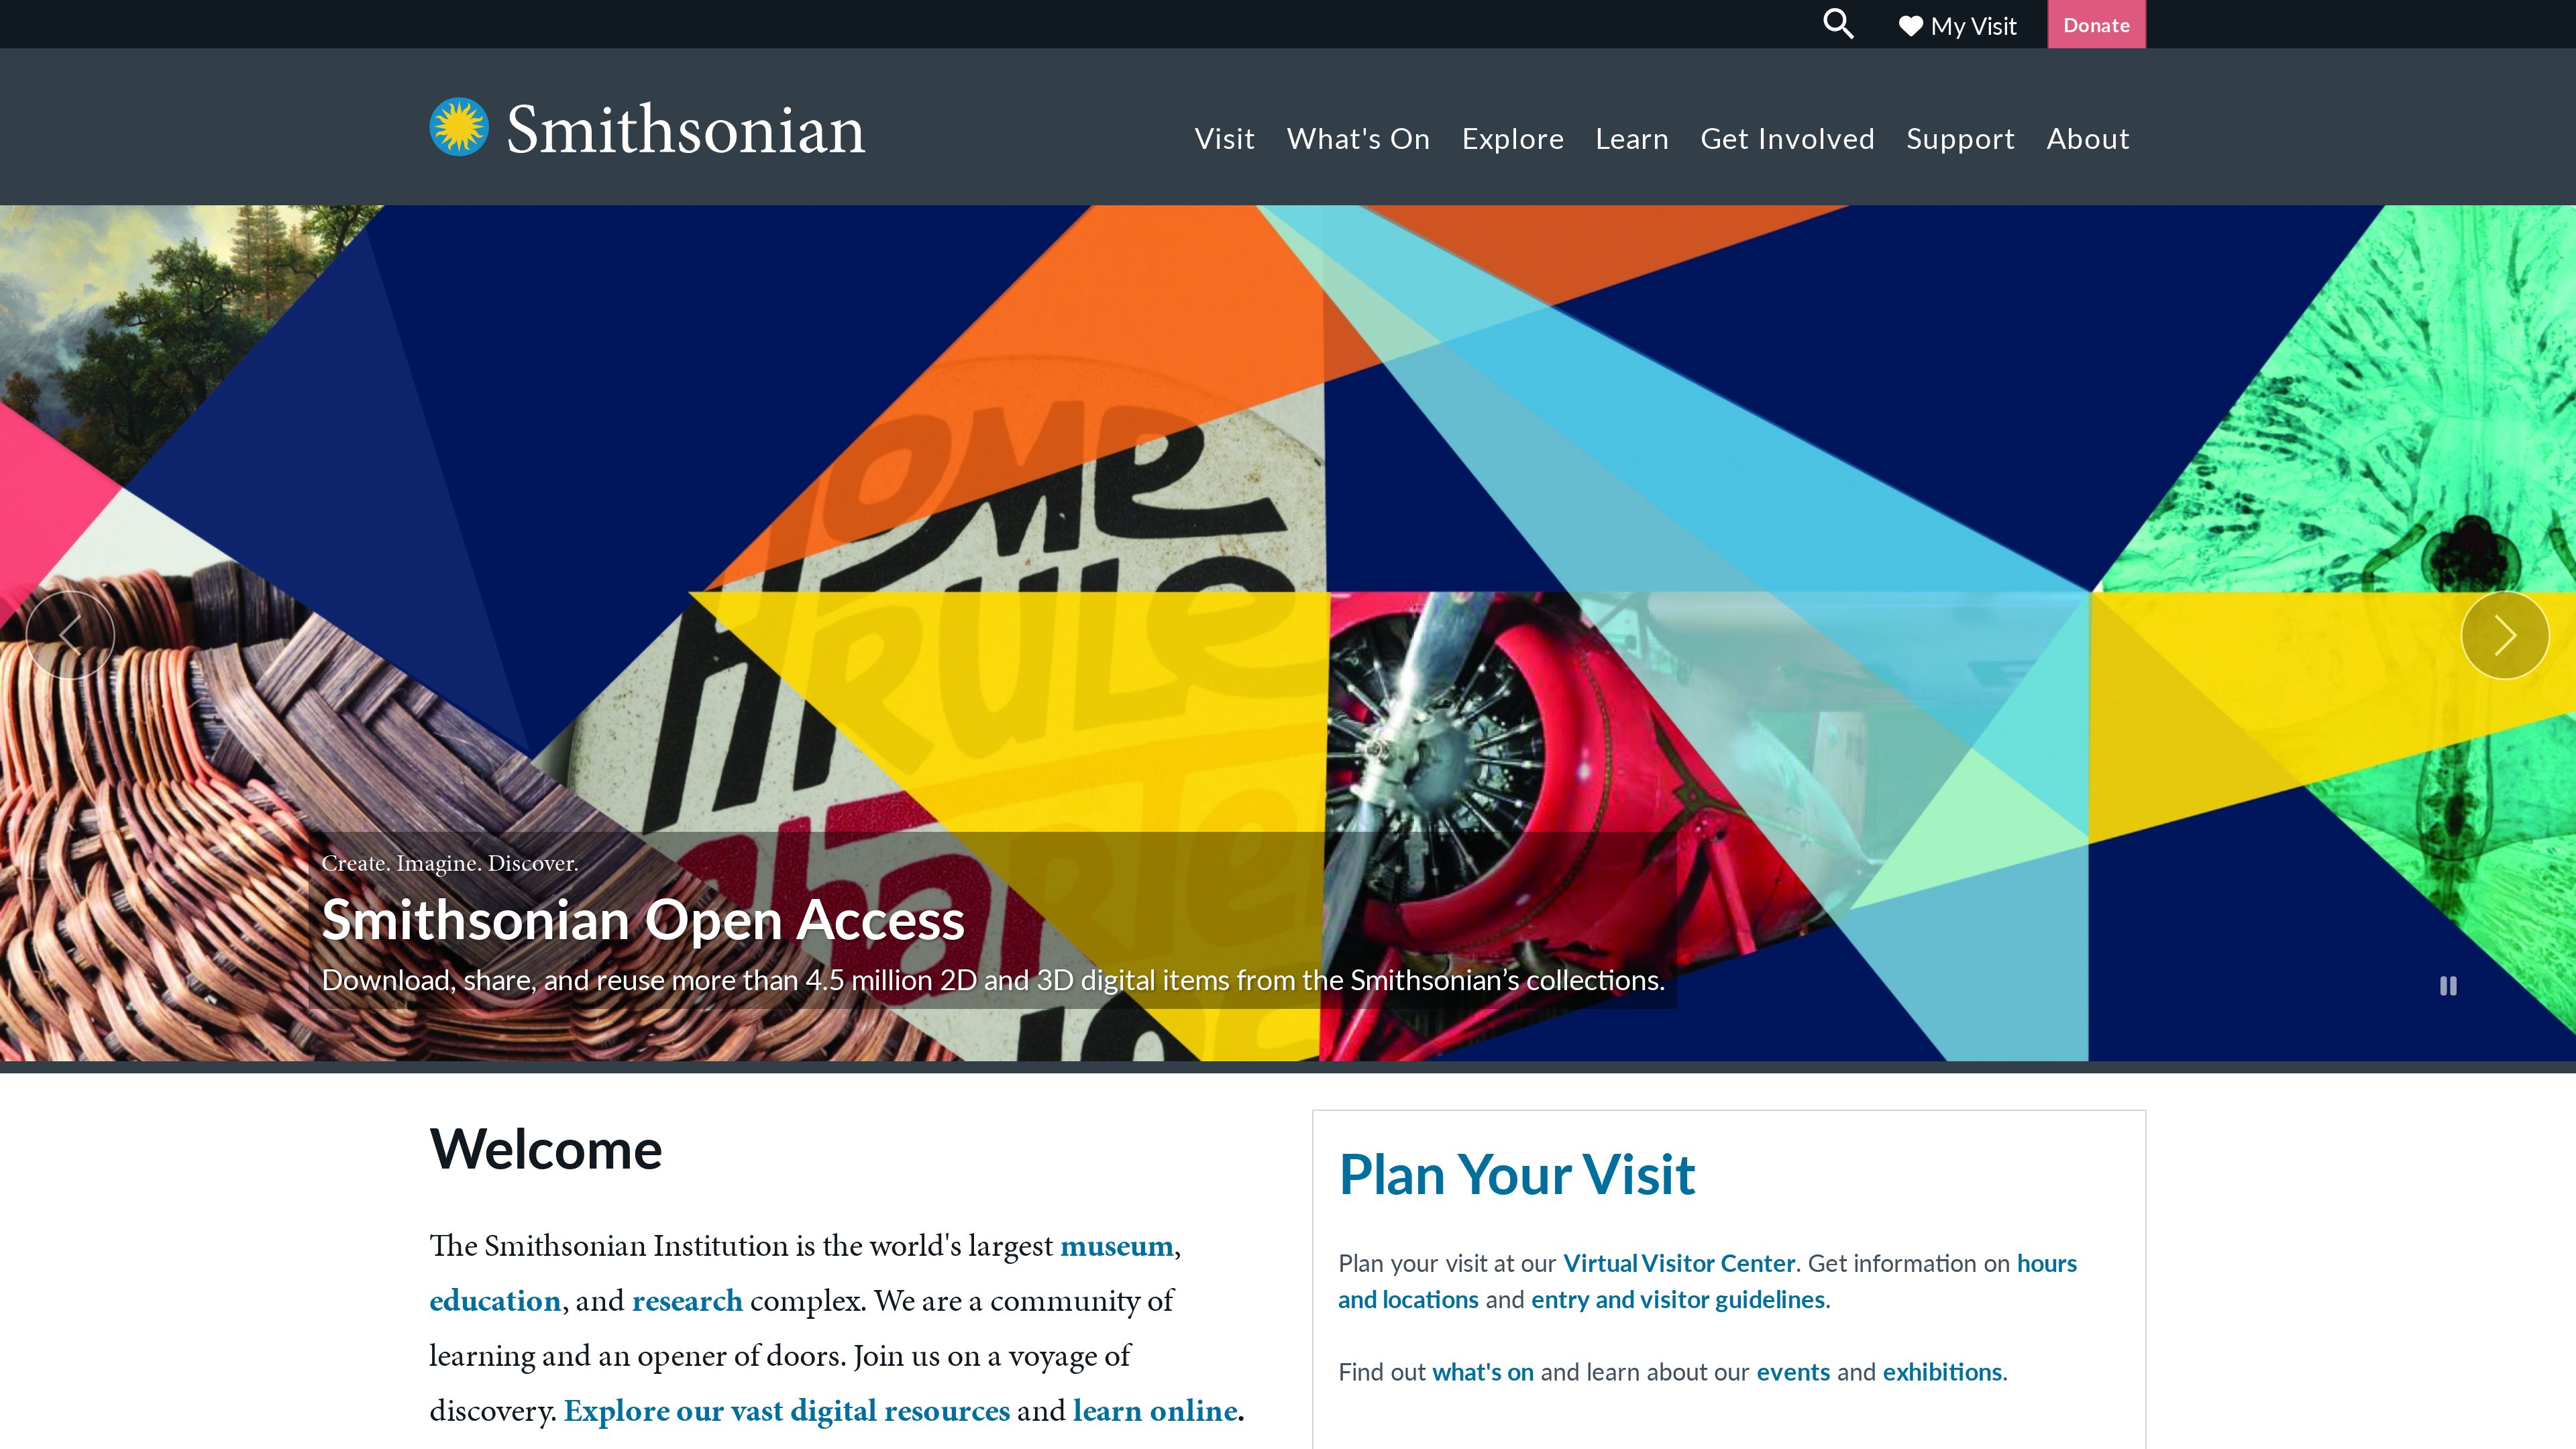 My Visit
Donate
Smithsonian
Visit What's On Explore Learn Get Involved Support About
HOME
RULE
Charter
Create. Imagine. Discover.
Smithsonian Open Access
Download, share, and reuse more than 4.5 million 2D and 3D digital items from the Smithsonian’s collections.
Welcome
The Smithsonian Institution is the world's largest museum,
education, and research complex. We are a community of
learning and an opener of doors. Join us on a voyage of
discovery. Explore our vast digital resources and learn online.
Plan Your Visit
Plan your visit at our Virtual Visitor Center. Get information on hours
and locations and entry and visitor guidelines.
Find out what's on and learn about our events and exhibitions.